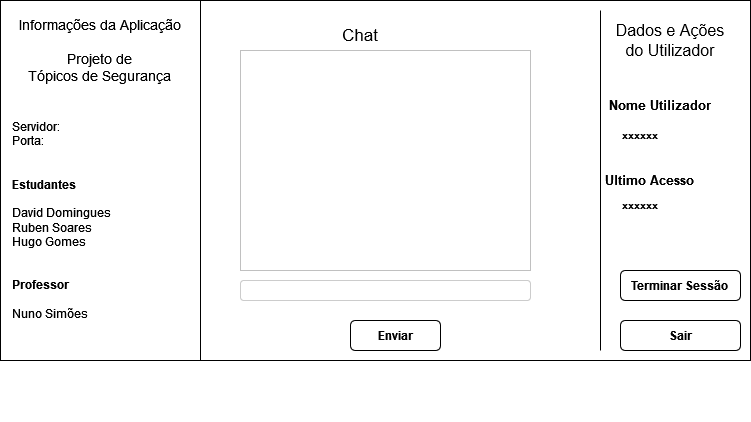 Informações da Aplicação
Projeto de
Tópicos de Segurança
Servidor:
Porta:
Estudantes
David Domingues
Ruben Soares
Hugo Gomes
Professor
Nuno Simões
Chat
Enviar
Dados e Ações
do Utilizador
Nome Utilizador
xxxxxx
Ultimo Acesso
xxxxxx
Terminar Sessão
Sair